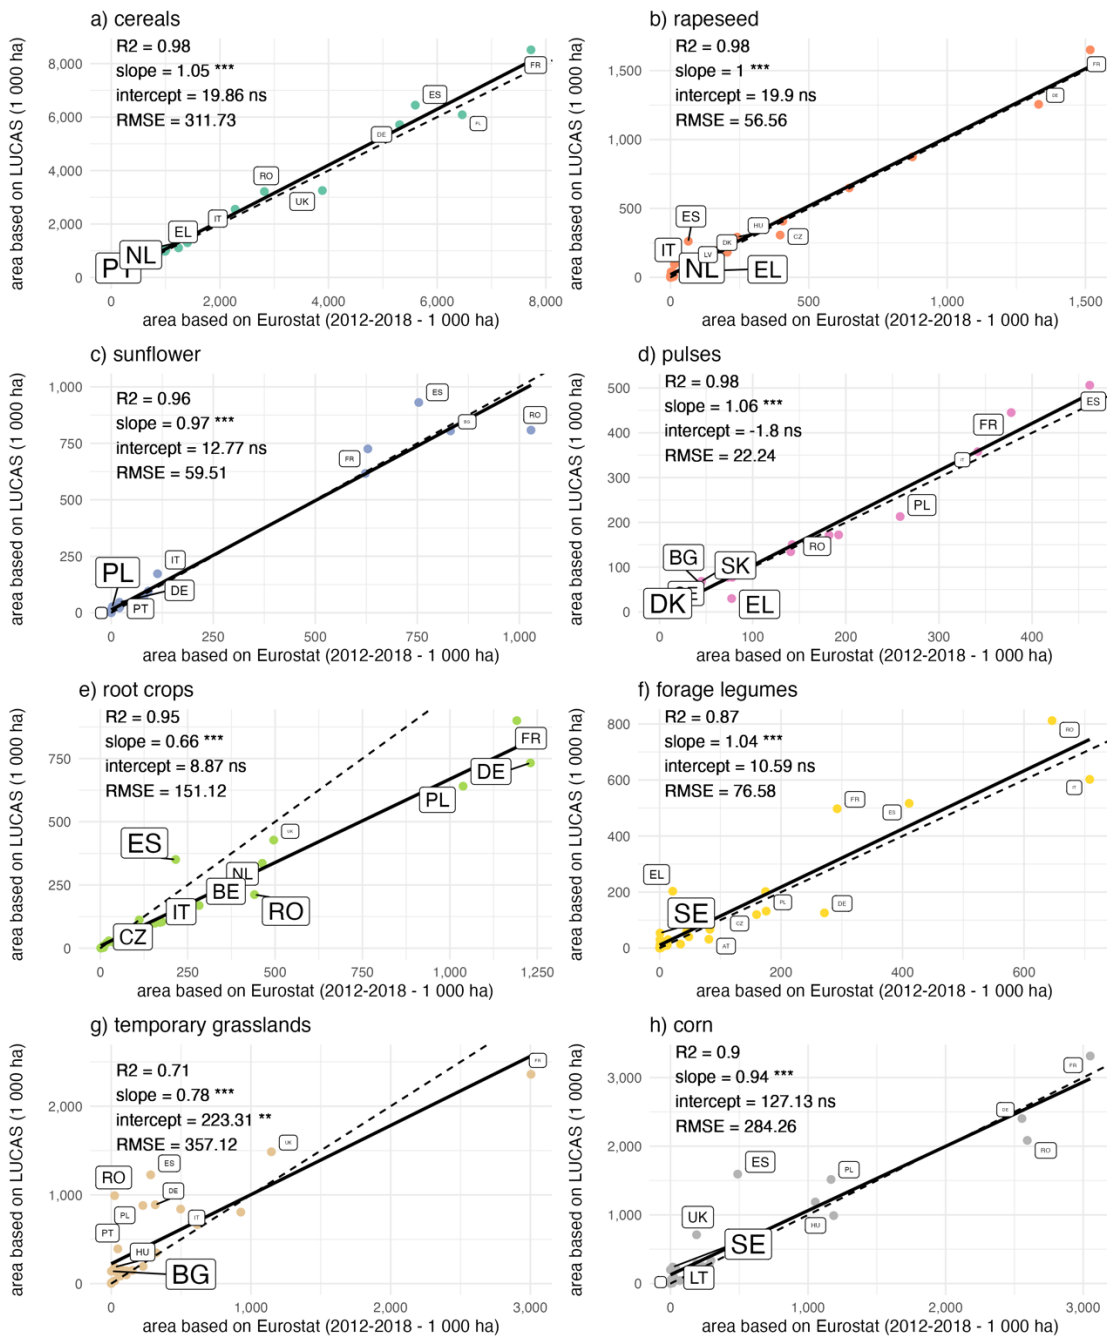 a) cereals
area based on LUCAS (1 000 ha)
R2 = 0.98
slope = 1.05 ***
intercept = 19.86 ns
RMSE = 311.73
8,000
6,000
4,000
2,000
0
FR
ES
PL
DE
RO
UK
IT
EL
NL
PT
0 2,000 4,000 6,000 8,000
area based on Eurostat (2012-2018 - 1 000 ha)
b) rapeseed
area based on LUCAS (1 000 ha)
R2 = 0.98
slope = 1 ***
intercept = 19.9 ns
RMSE = 56.56
1,500
1,000
500
0
FR
DE
ES
HU
CZ
DK
IT
LV
NL
EL
0 500 1,000 1,500
area based on Eurostat (2012-2018 - 1 000 ha)
c) sunflower
area based on LUCAS (1 000 ha)
R2 = 0.96
slope = 0.97 ***
intercept = 12.77 ns
RMSE = 59.51
1,000
750
500
250
0
ES
BG
RO
FR
IT
PL
DE
PT
0 250 500 750 1,000
area based on Eurostat (2012-2018 - 1 000 ha)
d) pulses
area based on LUCAS (1 000 ha)
R2 = 0.98
slope = 1.06 ***
intercept = -1.8 ns
RMSE = 22.24
500
400
300
200
100
0
ES
FR
IT
PL
RO
BG
SK
SE
DK
EL
0 100 200 300 400
area based on Eurostat (2012-2018 - 1 000 ha)
e) root crops
area based on LUCAS (1 000 ha)
R2 = 0.95
slope = 0.66 ***
intercept = 8.87 ns
RMSE = 151.12
750
500
250
0
FR
DE
PL
UK
ES
NL
BE
IT
RO
CZ
0 250 500 750 1,000 1,250
area based on Eurostat (2012-2018 - 1 000 ha)
f) forage legumes
area based on LUCAS (1 000 ha)
R2 = 0.87
slope = 1.04 ***
intercept = 10.59 ns
RMSE = 76.58
800
600
400
200
0
RO
IT
FR
ES
EL
SE
PL
DE
CZ
AT
0 200 400 600
area based on Eurostat (2012-2018 - 1 000 ha)
g) temporary grasslands
area based on LUCAS (1 000 ha)
R2 = 0.71
slope = 0.78 ***
intercept = 223.31 **
RMSE = 357.12
2,000
1,000
0
FR
UK
ES
RO
DE
PL
IT
PT
HU
BG
0 1,000 2,000 3,000
area based on Eurostat (2012-2018 - 1 000 ha)
h) corn
area based on LUCAS (1 000 ha)
R2 = 0.9
slope = 0.94 ***
intercept = 127.13 ns
RMSE = 284.26
3,000
2,000
1,000
0
FR
DE
RO
ES
PL
HU
UK
SE
LT
0 1,000 2,000 3,000
area based on Eurostat (2012-2018 - 1 000 ha)